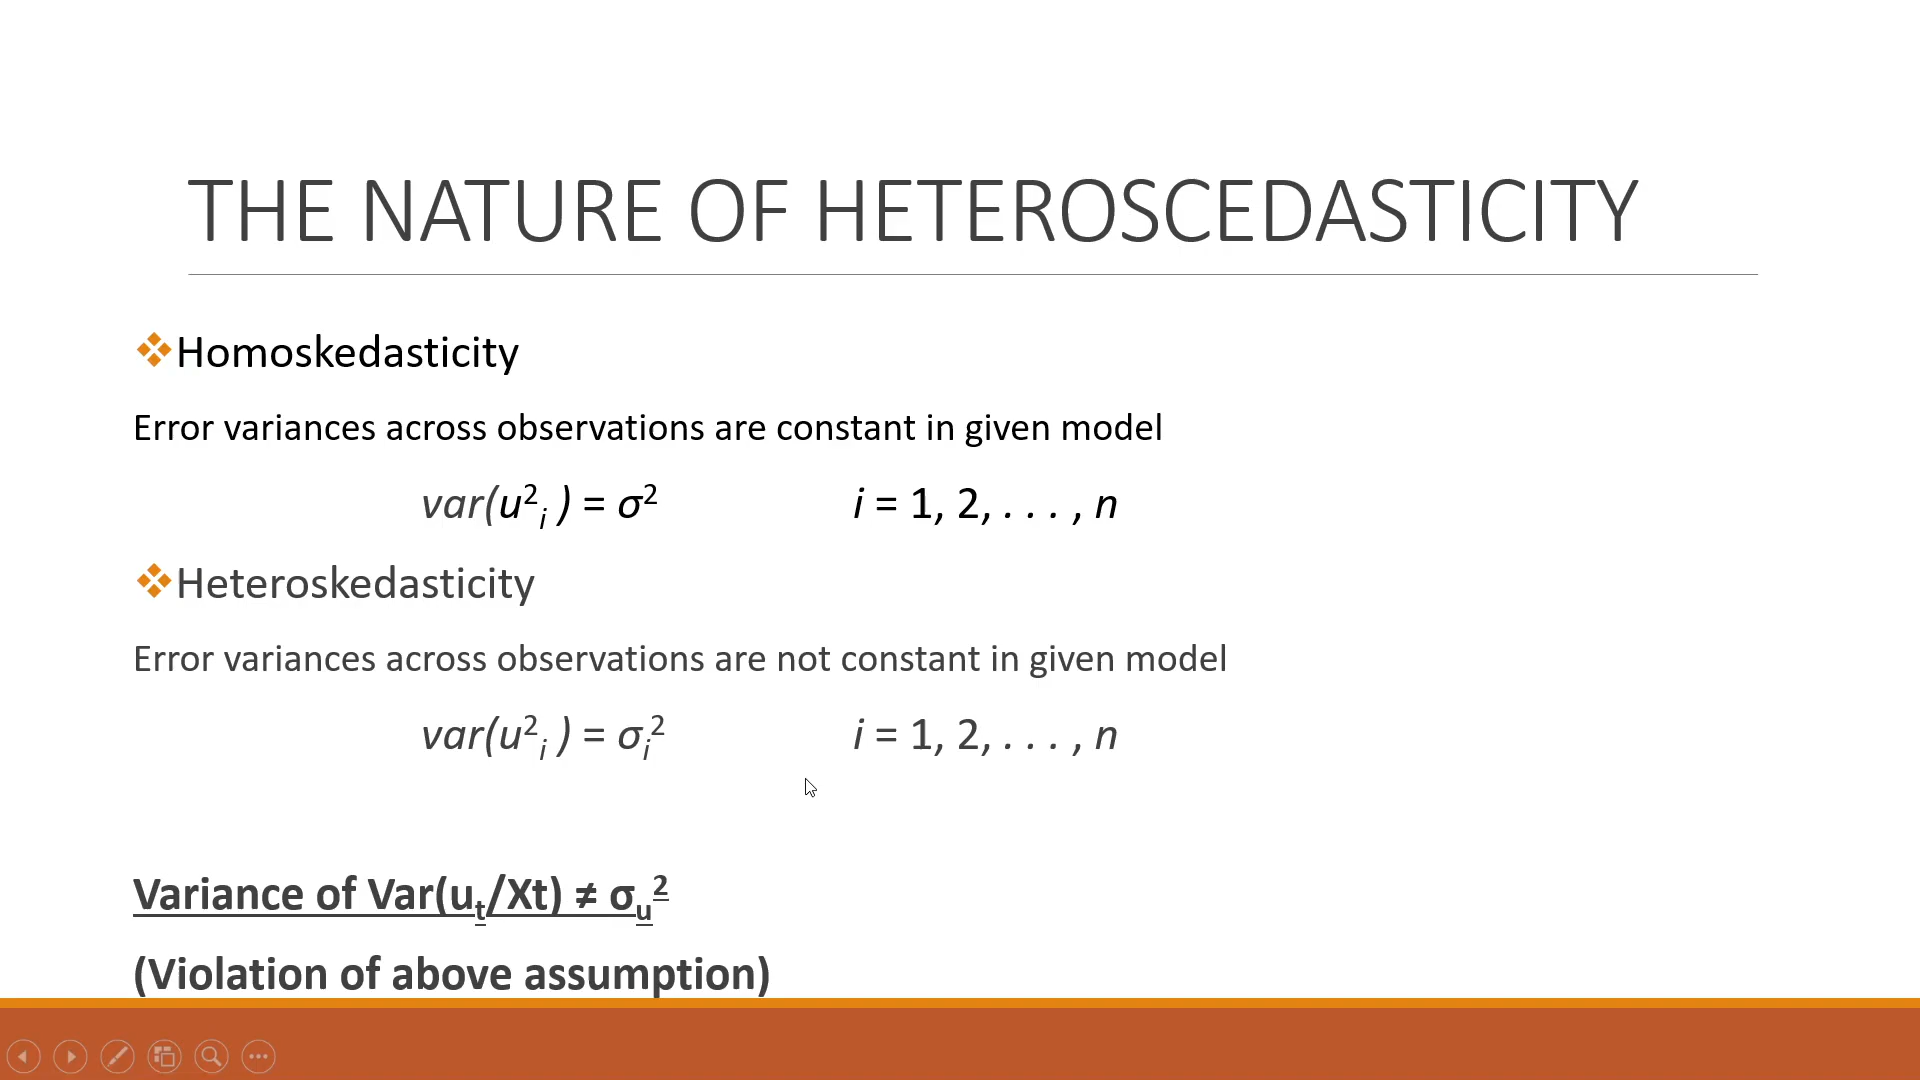 THE NATURE OF HETEROSCEDASTICITY
❖Homoskedasticity
Error variances across observations are constant in given model
var(u²ᵢ ) = σ² i = 1, 2, . . . , n
❖Heteroskedasticity
Error variances across observations are not constant in given model
var(u²ᵢ ) = σᵢ² i = 1, 2, . . . , n
Variance of Var(uₜ/Xt) ≠ σᵤ²
(Violation of above assumption)